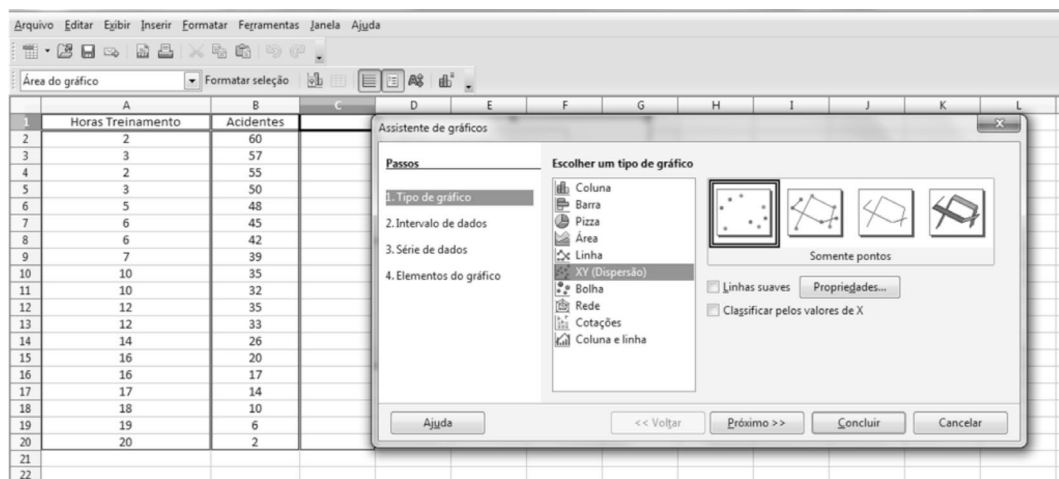 Arquivo Editar Exibir Inserir Formatar Ferramentas Janela Ajuda
Área do gráfico Formatar seleção
A B C D E F G H I J K L
1 Horas Treinamento Acidentes
2 2 60
3 3 57
4 2 55
5 3 50
6 5 48
7 6 45
8 6 42
9 7 39
10 10 35
11 10 32
12 12 35
13 12 33
14 14 26
15 16 20
16 16 17
17 17 14
18 18 10
19 19 6
20 20 2
21
22
Assistente de gráficos
Passos
1. Tipo de gráfico
2. Intervalo de dados
3. Série de dados
4. Elementos do gráfico
Escolher um tipo de gráfico
Coluna
Barra
Pizza
Área
Linha
XY (Dispersão)
Bolha
Rede
Cotações
Coluna e linha
Somente pontos
Linhas suaves Propriedades...
Classificar pelos valores de X
Ajuda << Voltar Próximo >> Concluir Cancelar